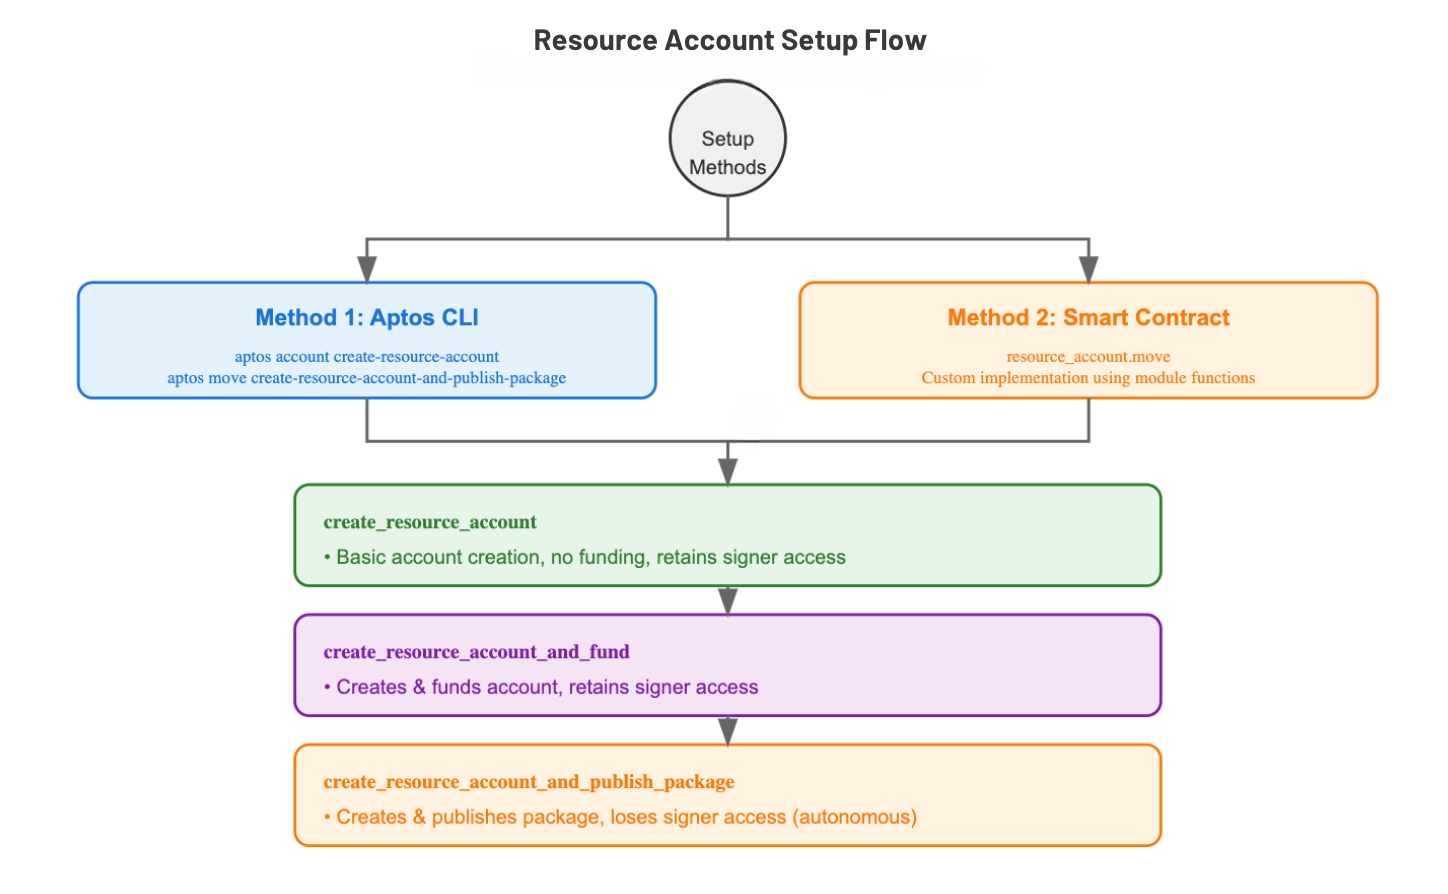 Resource Account Setup Flow
Setup
Methods
Method 1: Aptos CLI
aptos account create-resource-account
aptos move create-resource-account-and-publish-package
Method 2: Smart Contract
resource_account.move
Custom implementation using module functions
create_resource_account
• Basic account creation, no funding, retains signer access
create_resource_account_and_fund
• Creates & funds account, retains signer access
create_resource_account_and_publish_package
• Creates & publishes package, loses signer access (autonomous)